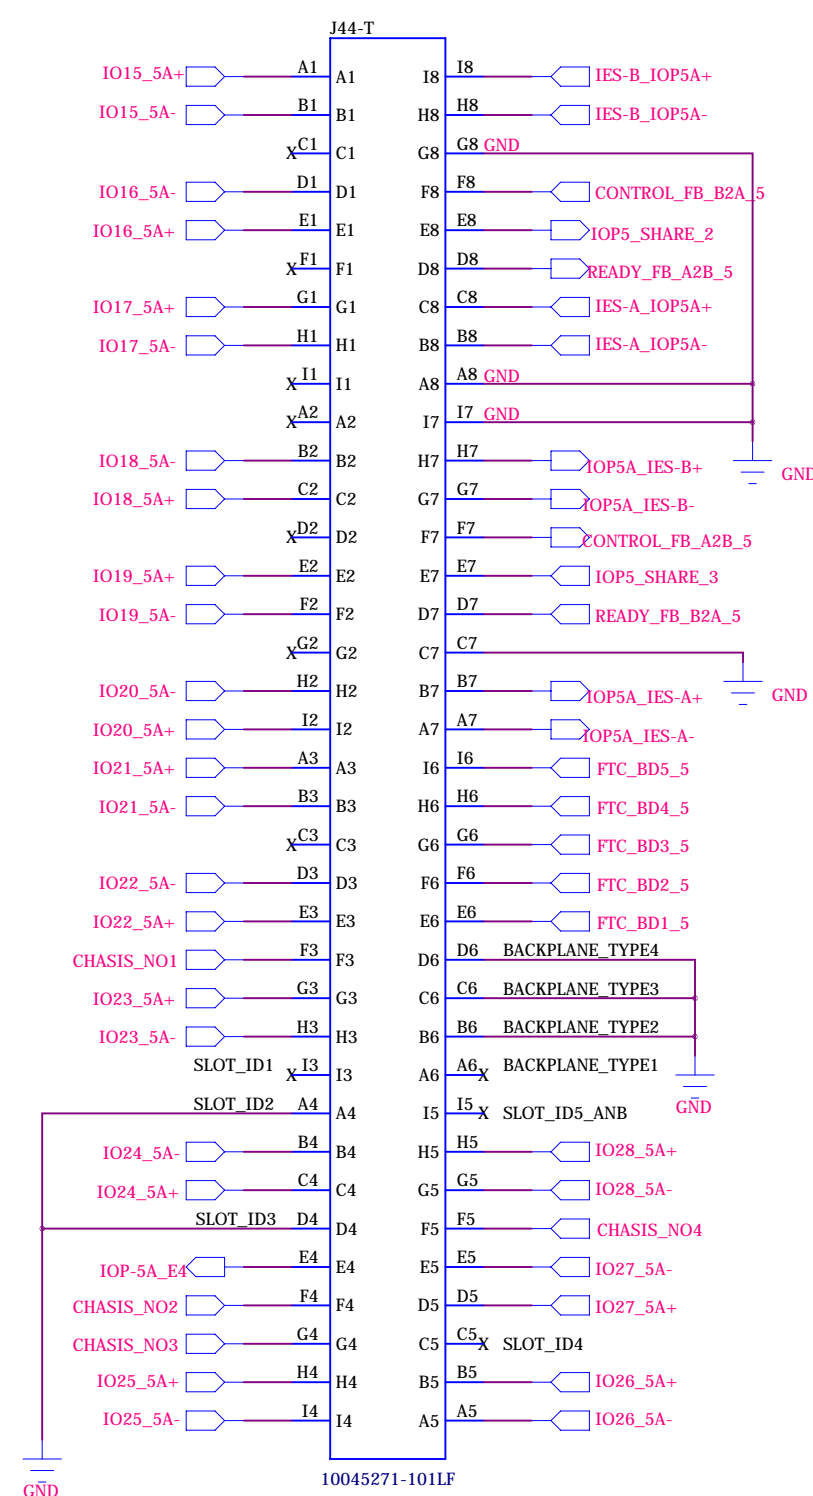 J44-T
IO15_5A+ A1 A1 I8 I8 IES-B_IOP5A+
IO15_5A- B1 B1 H8 H8 IES-B_IOP5A-
X C1 C1 G8 G8 GND
IO16_5A- D1 D1 F8 F8 CONTROL_FB_B2A_5
IO16_5A+ E1 E1 E8 E8 IOP5_SHARE_2
X F1 F1 D8 D8 READY_FB_A2B_5
IO17_5A+ G1 G1 C8 C8 IES-A_IOP5A+
IO17_5A- H1 H1 B8 B8 IES-A_IOP5A-
X I1 I1 A8 A8 GND
X A2 A2 I7 I7 GND
IO18_5A- B2 B2 H7 H7 IOP5A_IES-B+
GND
IO18_5A+ C2 C2 G7 G7 IOP5A_IES-B-
X D2 D2 F7 F7 CONTROL_FB_A2B_5
IO19_5A+ E2 E2 E7 E7 IOP5_SHARE_3
IO19_5A- F2 F2 D7 D7 READY_FB_B2A_5
X G2 G2 C7 C7
IO20_5A- H2 H2 B7 B7 IOP5A_IES-A+ GND
IO20_5A+ I2 I2 A7 A7 IOP5A_IES-A-
IO21_5A+ A3 A3 I6 I6 FTC_BD5_5
IO21_5A- B3 B3 H6 H6 FTC_BD4_5
X C3 C3 G6 G6 FTC_BD3_5
IO22_5A- D3 D3 F6 F6 FTC_BD2_5
IO22_5A+ E3 E3 E6 E6 FTC_BD1_5
CHASIS_NO1 F3 F3 D6 D6 BACKPLANE_TYPE4
IO23_5A+ G3 G3 C6 C6 BACKPLANE_TYPE3
IO23_5A- H3 H3 B6 B6 BACKPLANE_TYPE2
SLOT_ID1 X I3 I3 A6 A6 X BACKPLANE_TYPE1
GND
SLOT_ID2 A4 A4 I5 I5 X SLOT_ID5_ANB
IO24_5A- B4 B4 H5 H5 IO28_5A+
IO24_5A+ C4 C4 G5 G5 IO28_5A-
SLOT_ID3 D4 D4 F5 F5 CHASIS_NO4
IOP-5A_E4 E4 E4 E5 E5 IO27_5A-
CHASIS_NO2 F4 F4 D5 D5 IO27_5A+
CHASIS_NO3 G4 G4 C5 C5 X SLOT_ID4
IO25_5A+ H4 H4 B5 B5 IO26_5A+
IO25_5A- I4 I4 A5 A5 IO26_5A-
10045271-101LF
GND